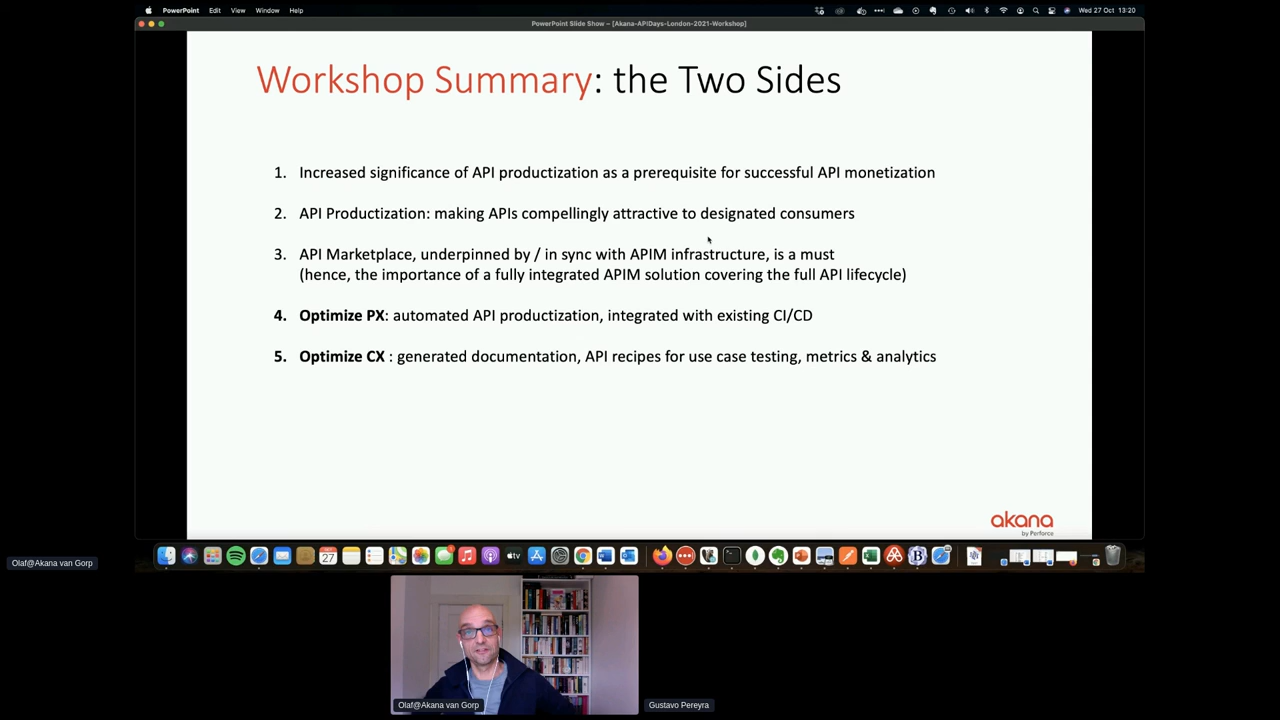 PowerPoint Edit View Window Help Wed 27 Oct 13:20
PowerPoint Slide Show – [Akana-APIDays-London-2021-Workshop]
Workshop Summary: the Two Sides
1. Increased significance of API productization as a prerequisite for successful API monetization
2. API Productization: making APIs compellingly attractive to designated consumers
3. API Marketplace, underpinned by / in sync with APIM infrastructure, is a must
(hence, the importance of a fully integrated APIM solution covering the full API lifecycle)
4. Optimize PX: automated API productization, integrated with existing CI/CD
5. Optimize CX : generated documentation, API recipes for use case testing, metrics & analytics
akana
by Perforce
27
tv
Olaf@Akana van Gorp
Olaf@Akana van Gorp
Gustavo Pereyra